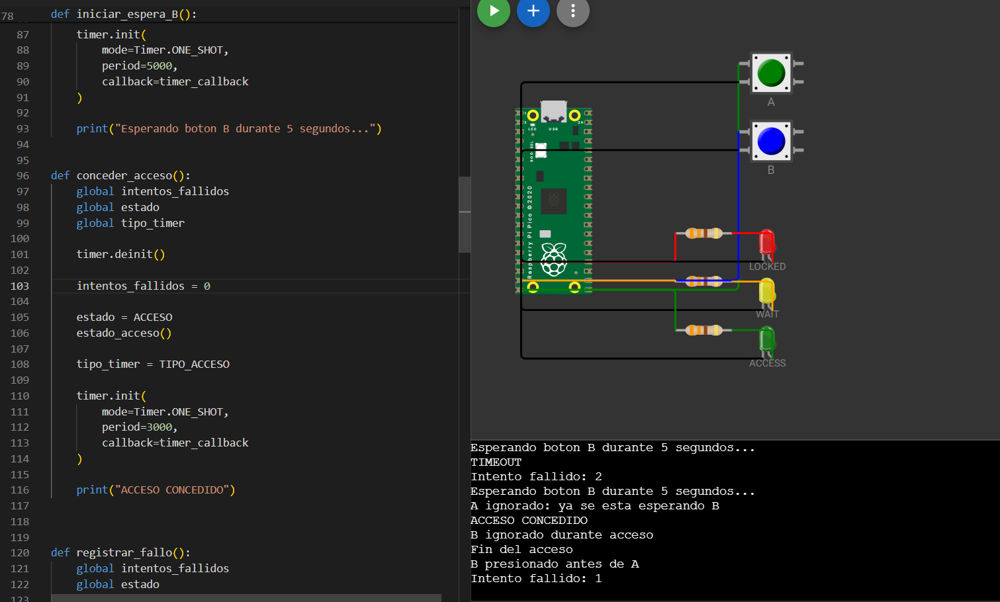 78 def iniciar_espera_B():
87 timer.init(
88 mode=Timer.ONE_SHOT,
89 period=5000,
90 callback=timer_callback
91 )
92
93 print("Esperando boton B durante 5 segundos...")
94
95
96 def conceder_acceso():
97 global intentos_fallidos
98 global estado
99 global tipo_timer
100
101 timer.deinit()
102
103 intentos_fallidos = 0
104
105 estado = ACCESO
106 estado_acceso()
107
108 tipo_timer = TIPO_ACCESO
109
110 timer.init(
111 mode=Timer.ONE_SHOT,
112 period=3000,
113 callback=timer_callback
114 )
115
116 print("ACCESO CONCEDIDO")
117
118
119
120 def registrar_fallo():
121 global intentos_fallidos
122 global estado
123
A
B
LED
USB
1
2
39
Raspberry Pi Pico ©2020
LOCKED
WAIT
ACCESS
Esperando boton B durante 5 segundos...
TIMEOUT
Intento fallido: 2
Esperando boton B durante 5 segundos...
A ignorado: ya se esta esperando B
ACCESO CONCEDIDO
B ignorado durante acceso
Fin del acceso
B presionado antes de A
Intento fallido: 1